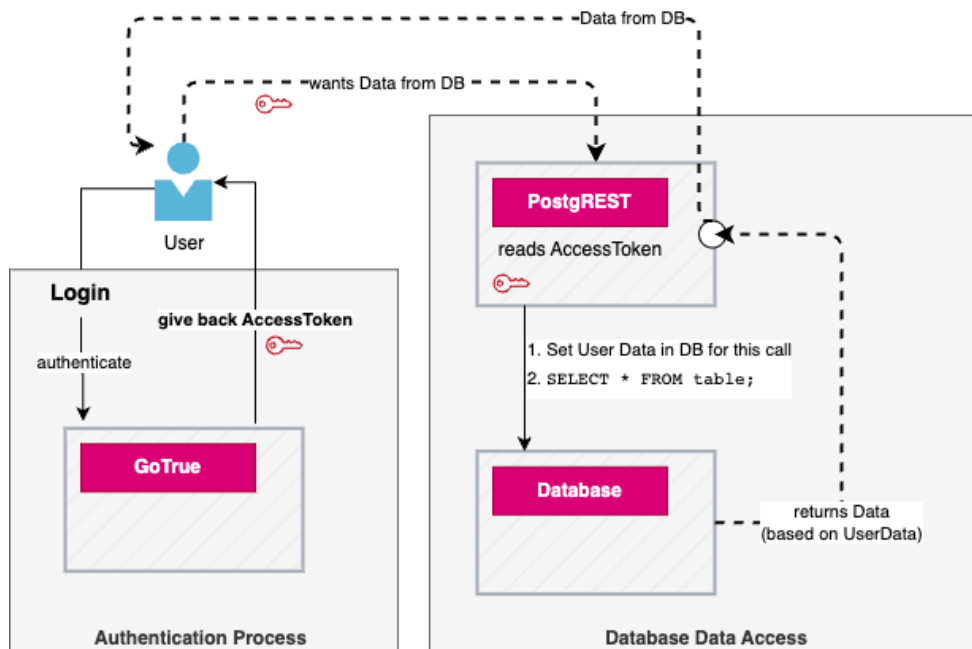 Data from DB
wants Data from DB
User
Login
authenticate
give back AccessToken
GoTrue
Authentication Process
PostgREST
reads AccessToken
1. Set User Data in DB for this call
2. SELECT * FROM table;
Database
returns Data
(based on UserData)
Database Data Access